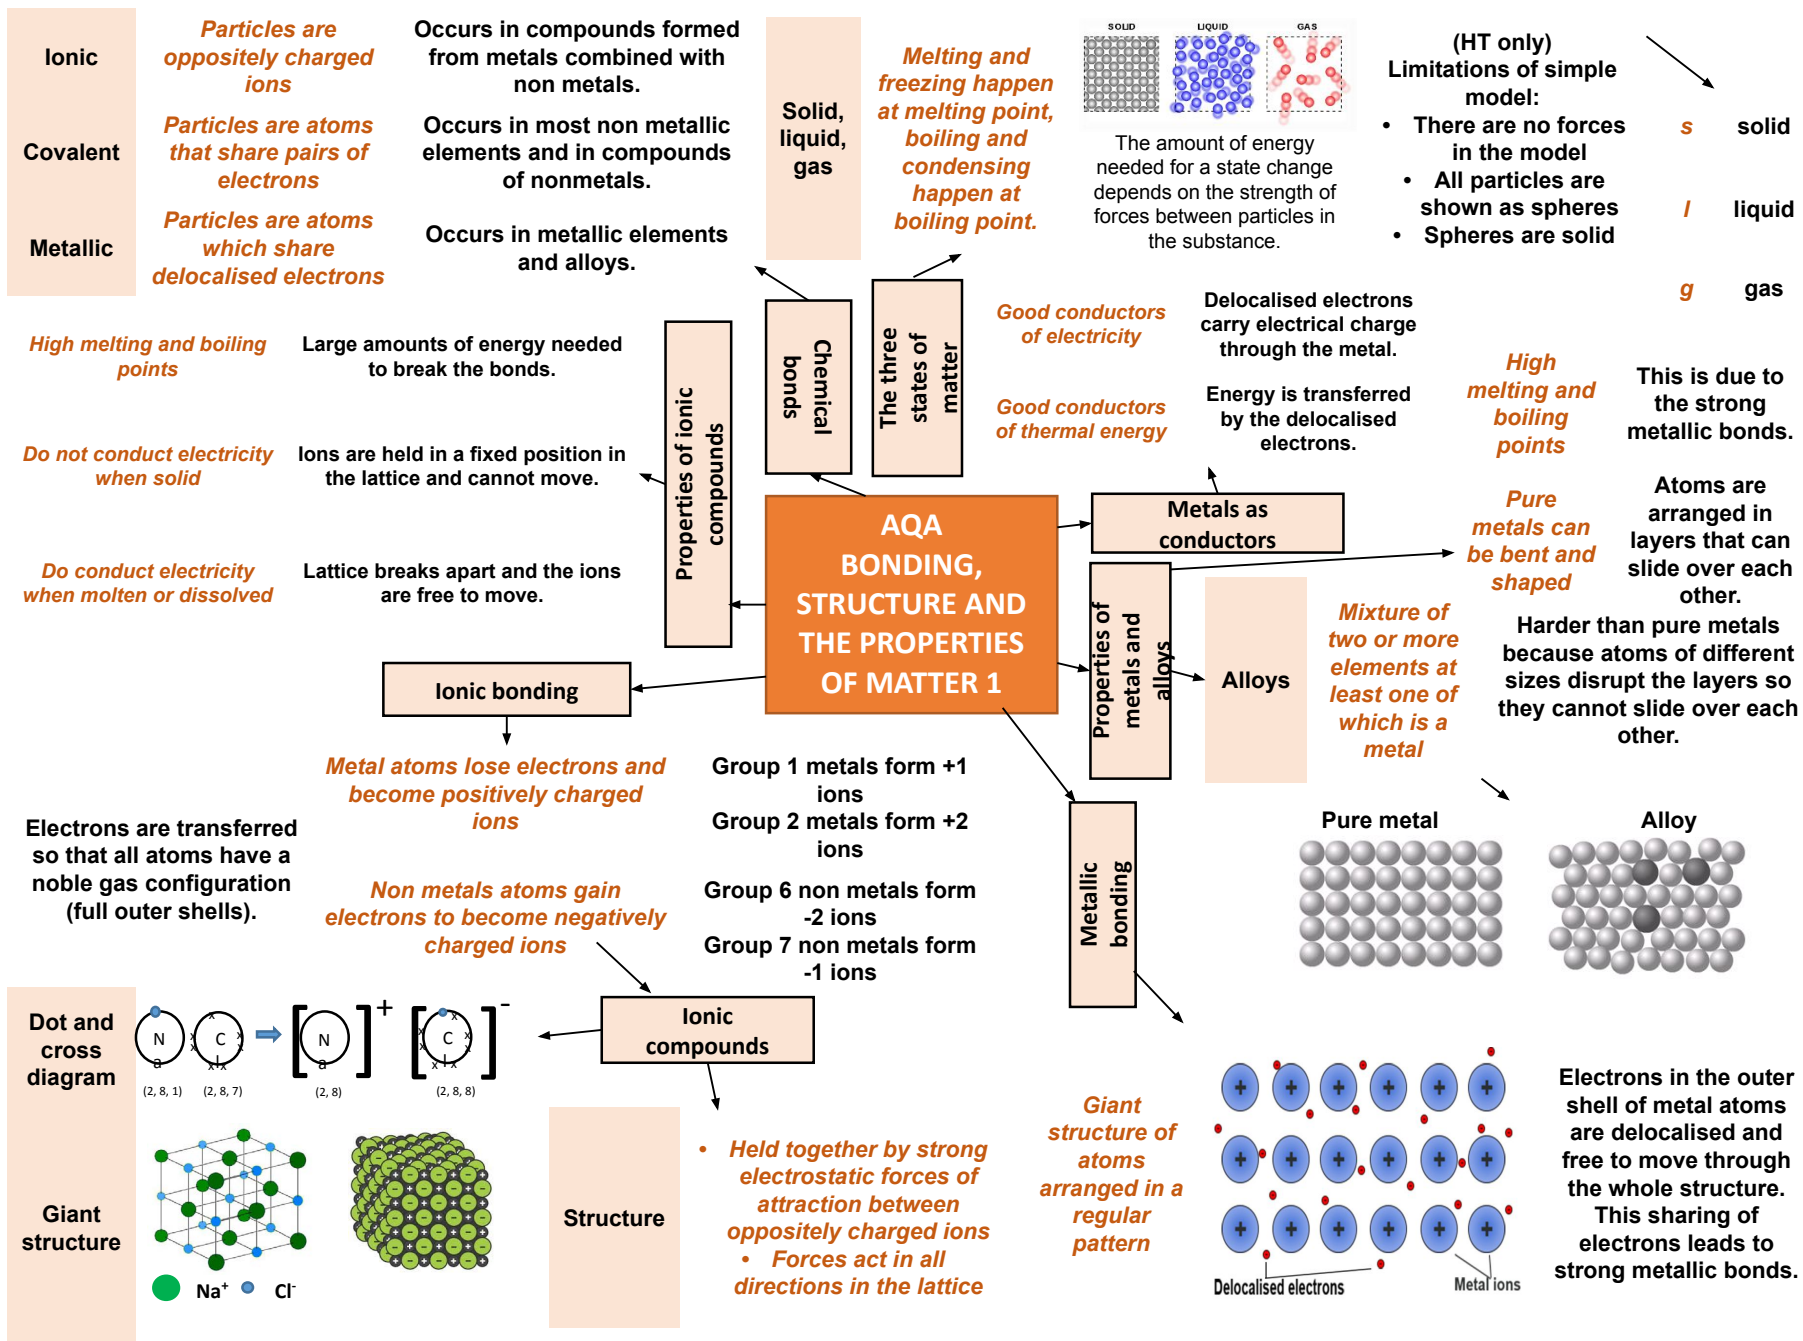 Ionic
Particles are
oppositely charged
ions
Occurs in compounds formed
from metals combined with
non metals.
Covalent
Particles are atoms
that share pairs of
electrons
Occurs in most non metallic
elements and in compounds
of nonmetals.
Metallic
Particles are atoms
which share
delocalised electrons
Occurs in metallic elements
and alloys.
Solid,
liquid,
gas
Melting and
freezing happen
at melting point,
boiling and
condensing
happen at
boiling point.
SOLID
LIQUID
GAS
The amount of energy
needed for a state change
depends on the strength of
forces between particles in
the substance.
(HT only)
Limitations of simple
model:
• There are no forces
in the model
• All particles are
shown as spheres
• Spheres are solid
s solid
l liquid
g gas
High melting and boiling
points
Large amounts of energy needed
to break the bonds.
Do not conduct electricity
when solid
Ions are held in a fixed position in
the lattice and cannot move.
Do conduct electricity
when molten or dissolved
Lattice breaks apart and the ions
are free to move.
Properties of ionic
compounds
Chemical
bonds
The three
states of
matter
Good conductors
of electricity
Delocalised electrons
carry electrical charge
through the metal.
Good conductors
of thermal energy
Energy is transferred
by the delocalised
electrons.
Metals as
conductors
High
melting and
boiling
points
This is due to
the strong
metallic bonds.
Pure
metals can
be bent and
shaped
Atoms are
arranged in
layers that can
slide over each
other.
AQA
BONDING,
STRUCTURE AND
THE PROPERTIES
OF MATTER 1
Properties of
metals and
alloys
Alloys
Mixture of
two or more
elements at
least one of
which is a
metal
Harder than pure metals
because atoms of different
sizes disrupt the layers so
they cannot slide over each
other.
Pure metal
Alloy
Ionic bonding
Metal atoms lose electrons and
become positively charged
ions
Group 1 metals form +1
ions
Group 2 metals form +2
ions
Electrons are transferred
so that all atoms have a
noble gas configuration
(full outer shells).
Non metals atoms gain
electrons to become negatively
charged ions
Group 6 non metals form
-2 ions
Group 7 non metals form
-1 ions
Metallic
bonding
Ionic
compounds
Dot and
cross
diagram
N
a
C
l
N
a
+
C
l
-
(2, 8, 1)
(2, 8, 7)
(2, 8)
(2, 8, 8)
Giant
structure
Na+
Cl-
Structure
• Held together by strong
electrostatic forces of
attraction between
oppositely charged ions
• Forces act in all
directions in the lattice
Giant
structure of
atoms
arranged in a
regular
pattern
Delocalised electrons
Metal ions
Electrons in the outer
shell of metal atoms
are delocalised and
free to move through
the whole structure.
This sharing of
electrons leads to
strong metallic bonds.